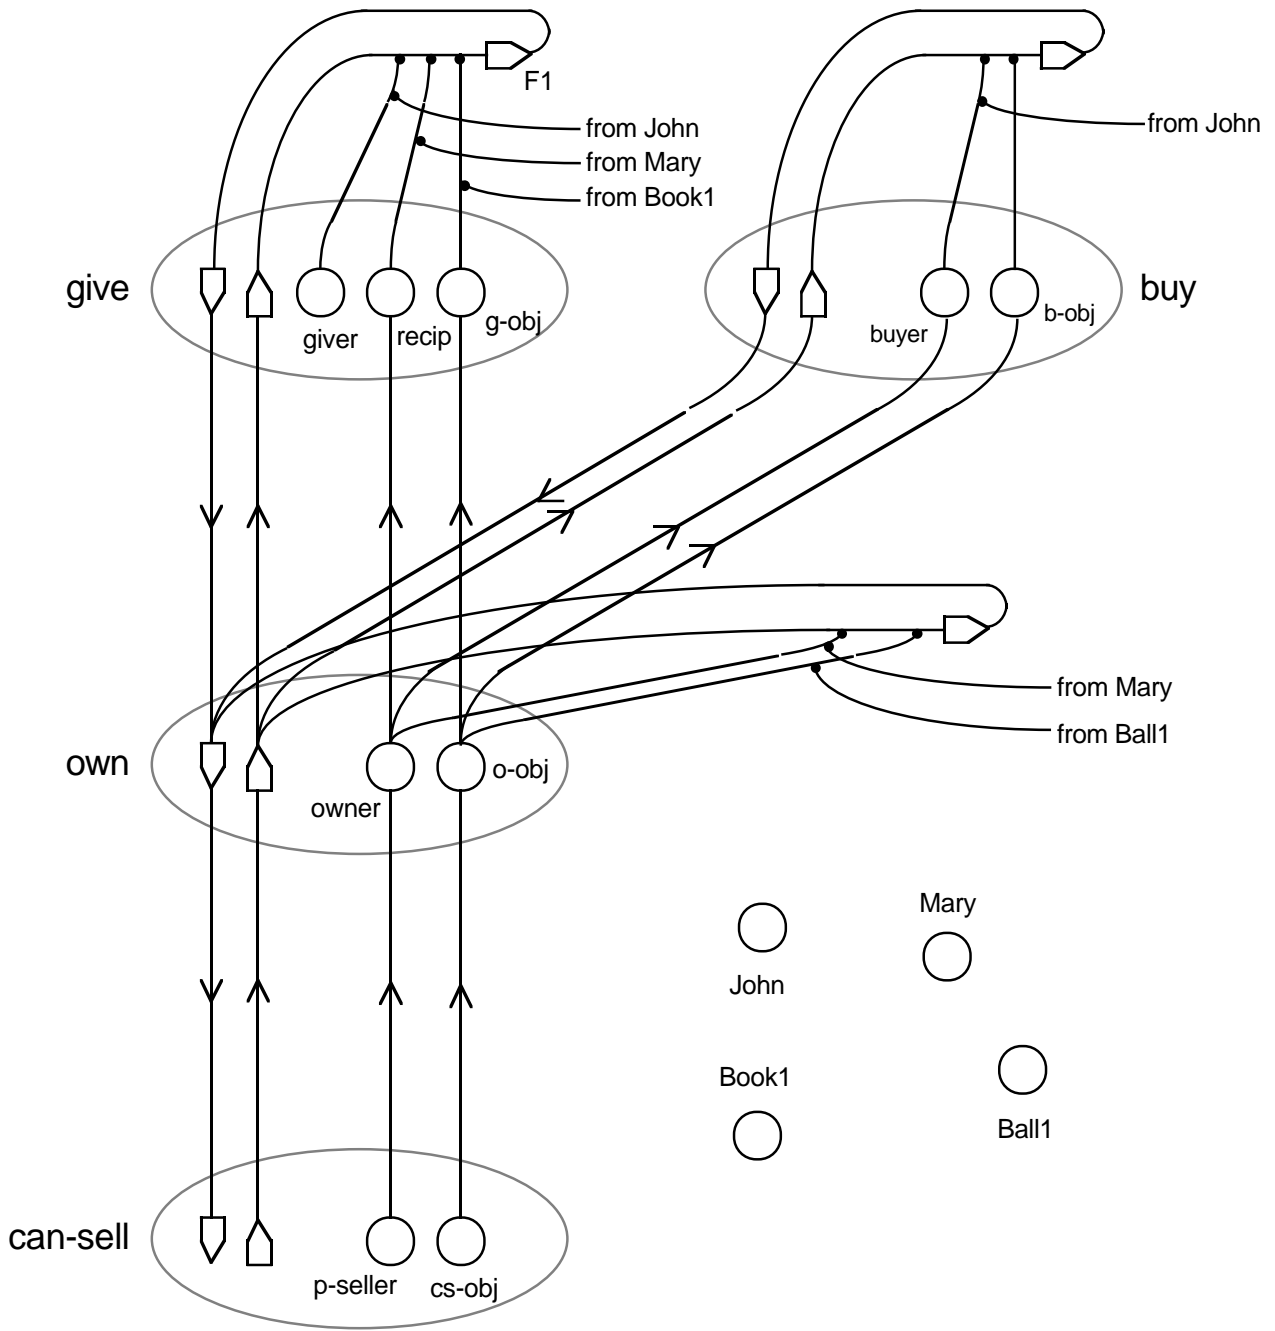 F1
from John
from Mary
from Book1
from John
give
giver
recip
g-obj
buyer
b-obj
buy
from Mary
from Ball1
own
owner
o-obj
Mary
John
Book1
Ball1
can-sell
p-seller
cs-obj